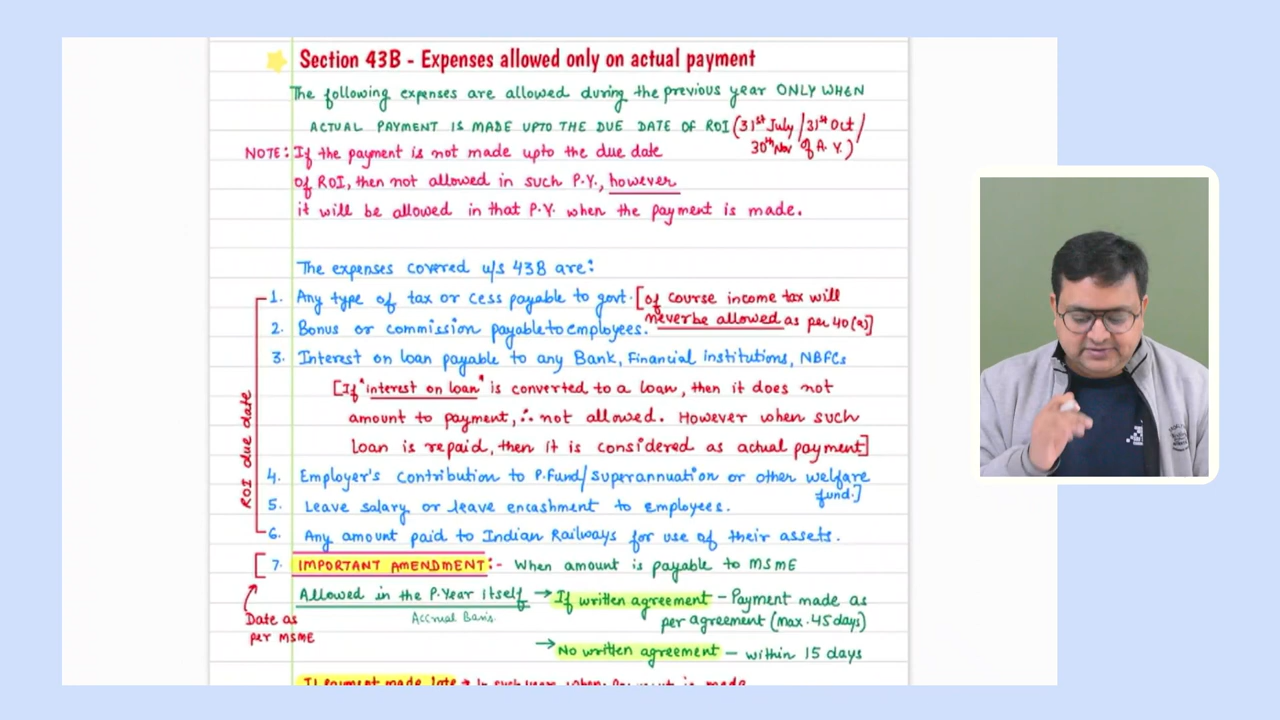 Section 43B - Expenses allowed only on actual payment
The following expenses are allowed during the previous year ONLY WHEN
ACTUAL PAYMENT IS MADE UPTO THE DUE DATE OF ROI (31st July / 31st Oct /
30th Nov of A.Y.)
NOTE: If the payment is not made upto the due date
of ROI, then not allowed in such P.Y., however
it will be allowed in that P.Y. when the payment is made.
The expenses covered u/s 43B are:
1. Any type of tax or cess payable to govt. [of course income tax will
never be allowed as per 40(a)]
2. Bonus or commission payable to employees.
3. Interest on loan payable to any Bank, Financial institutions, NBFCs
[If "interest on loan" is converted to a loan, then it does not
amount to payment, ∴ not allowed. However when such
loan is repaid, then it is considered as actual payment]
4. Employer's contribution to P.Fund/superannuation or other welfare
fund.]
5. Leave salary or leave encashment to employees.
6. Any amount paid to Indian Railways for use of their assets.
ROI due date
7. IMPORTANT AMENDMENT:- When amount is payable to MSME
Allowed in the P.Year itself → If written agreement - Payment made as
Accrual Basis.
per agreement (max. 45 days)
Date as
per MSME
→ No written agreement - within 15 days
If Payment made late → In such year when Payment is made